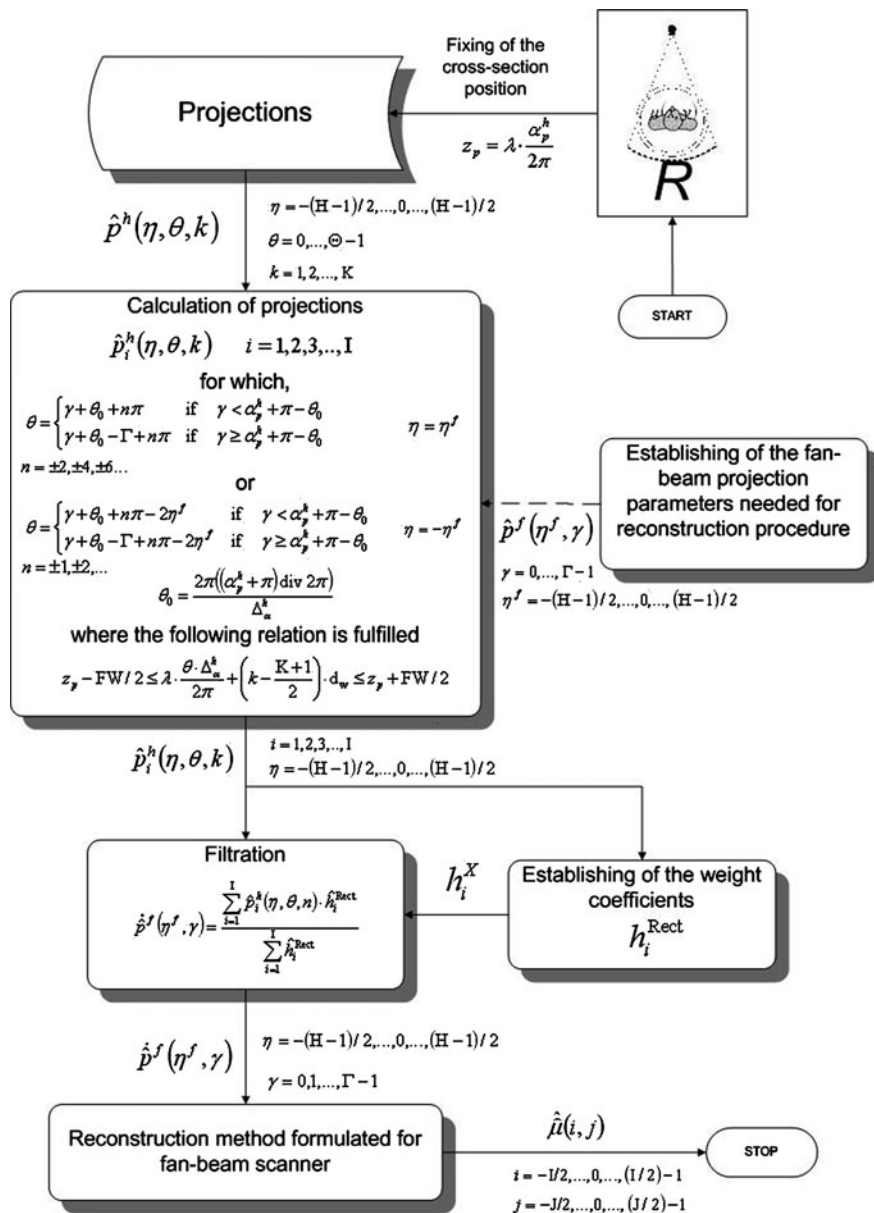 Fixing of the
cross-section
position
z_p = λ · α_p^h / 2π
μ(x, y)
R
START
Projections
p̂^h(η, θ, k)
η = −(H−1)/2,...,0,...,(H−1)/2
θ = 0,...,Θ−1
k = 1,2,..., K
Calculation of projections
p̂_i^h(η, θ, k) i = 1,2,3,..,I
for which,
θ = { γ + θ_0 + nπ if γ < α_p^h + π − θ_0
γ + θ_0 − Γ + nπ if γ ≥ α_p^h + π − θ_0
η = η^f
n = ±2, ±4, ±6...
or
θ = { γ + θ_0 + nπ − 2η^f if γ < α_p^h + π − θ_0
γ + θ_0 − Γ + nπ − 2η^f if γ ≥ α_p^h + π − θ_0
η = −η^f
n = ±1, ±2,...
θ_0 = 2π((α_p^h + π) div 2π) / Δ_α^h
where the following relation is fulfilled
z_p − FW/2 ≤ λ · θ · Δ_α^h / 2π + (k − K+1 / 2) · d_w ≤ z_p + FW/2
Establishing of the fan-
beam projection
parameters needed for
reconstruction procedure
p̂^f(η^f, γ)
γ = 0,..., Γ−1
η^f = −(H−1)/2,...,0,..., (H−1)/2
p̂_i^h(η, θ, k)
i = 1,2,3,..,I
η = −(H−1)/2,...,0,...,(H−1)/2
Filtration
p̂̇^f(η^f, γ) = ∑_{i=1}^{I} p̂_i^h(η, θ, n) · ĥ_i^Rect / ∑_{i=1}^{I} ĥ_i^Rect
h_i^X
Establishing of the weight
coefficients
h_i^Rect
p̂̇^f(η^f, γ)
η = −(H−1)/2,...,0,...,(H−1)/2
γ = 0,1,..., Γ−1
Reconstruction method formulated for
fan-beam scanner
μ̂̂(i, j)
i = −I/2,...,0,..., (I/2)−1
j = −J/2,...,0,..., (J/2)−1
STOP